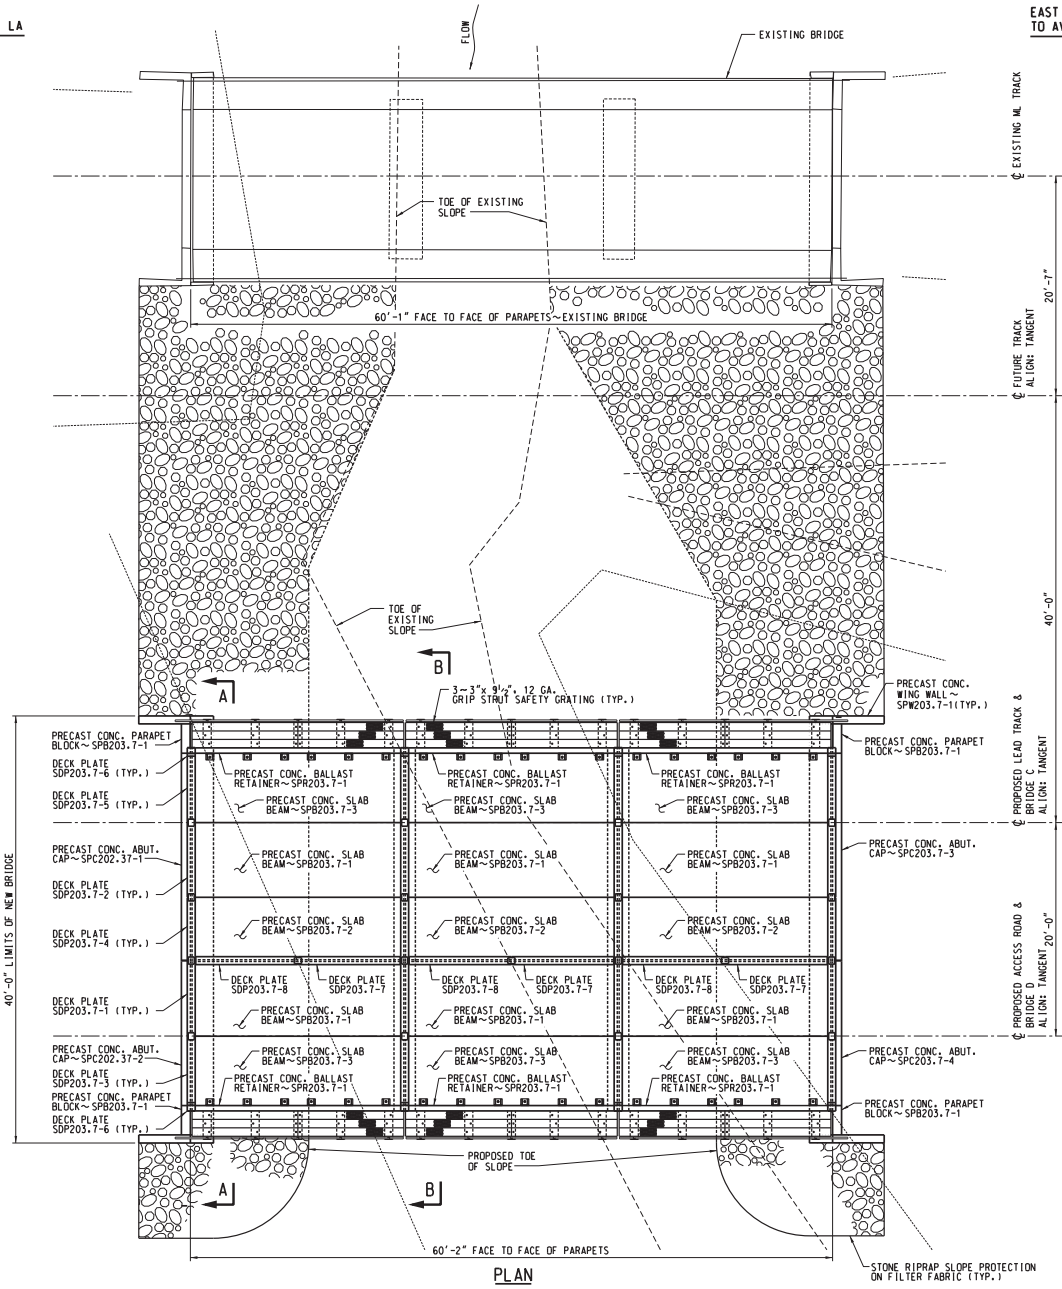 LA
FLOW
EXISTING BRIDGE
EAST
TO
℄ EXISTING ML TRACK
TOE OF EXISTING
SLOPE
20'-7"
60'-1" FACE TO FACE OF PARAPETS~EXISTING BRIDGE
℄ FUTURE TRACK
ALIGN: TANGENT
40'-0"
TOE OF
EXISTING
SLOPE
B
A
3~3"x 9½", 12 GA.
GRIP STRUT SAFETY GRATING (TYP.)
PRECAST CONC.
WING WALL~
SPW203.7-1(TYP.)
PRECAST CONC. PARAPET
BLOCK~SPB203.7-1
PRECAST CONC. PARAPET
BLOCK~SPB203.7-1
DECK PLATE
SDP203.7-6 (TYP.)
PRECAST CONC. BALLAST
RETAINER~SPR203.7-1
PRECAST CONC. BALLAST
RETAINER~SPR203.7-1
PRECAST CONC. BALLAST
RETAINER~SPR203.7-1
DECK PLATE
SDP203.7-5 (TYP.)
PRECAST CONC. SLAB
BEAM~SPB203.7-3
PRECAST CONC. SLAB
BEAM~SPB203.7-3
PRECAST CONC. SLAB
BEAM~SPB203.7-3
℄ PROPOSED LEAD TRACK &
BRIDGE C
ALIGN: TANGENT
PRECAST CONC. ABUT.
CAP~SPC202.37-1
PRECAST CONC. SLAB
BEAM~SPB203.7-1
PRECAST CONC. SLAB
BEAM~SPB203.7-1
PRECAST CONC. SLAB
BEAM~SPB203.7-1
PRECAST CONC. ABUT.
CAP~SPC203.7-3
DECK PLATE
SDP203.7-2 (TYP.)
40'-0" LIMITS OF NEW BRIDGE
DECK PLATE
SDP203.7-4 (TYP.)
PRECAST CONC. SLAB
BEAM~SPB203.7-2
PRECAST CONC. SLAB
BEAM~SPB203.7-2
PRECAST CONC. SLAB
BEAM~SPB203.7-2
20'-0"
DECK PLATE
SDP203.7-8
DECK PLATE
SDP203.7-7
DECK PLATE
SDP203.7-8
DECK PLATE
SDP203.7-7
DECK PLATE
SDP203.7-8
DECK PLATE
SDP203.7-7
℄ PROPOSED ACCESS ROAD &
BRIDGE D
ALIGN: TANGENT
DECK PLATE
SDP203.7-1 (TYP.)
PRECAST CONC. SLAB
BEAM~SPB203.7-1
PRECAST CONC. SLAB
BEAM~SPB203.7-1
PRECAST CONC. SLAB
BEAM~SPB203.7-1
PRECAST CONC. ABUT.
CAP~SPC202.37-2
PRECAST CONC. SLAB
BEAM~SPB203.7-3
PRECAST CONC. SLAB
BEAM~SPB203.7-3
PRECAST CONC. SLAB
BEAM~SPB203.7-3
PRECAST CONC. ABUT.
CAP~SPC203.7-4
DECK PLATE
SDP203.7-3 (TYP.)
PRECAST CONC. BALLAST
RETAINER~SPR203.7-1
PRECAST CONC. BALLAST
RETAINER~SPR203.7-1
PRECAST CONC. BALLAST
RETAINER~SPR203.7-1
PRECAST CONC. PARAPET
BLOCK~SPB203.7-1
PRECAST CONC. PARAPET
BLOCK~SPB203.7-1
DECK PLATE
SDP203.7-6 (TYP.)
PROPOSED TOE
OF SLOPE
A
B
60'-2" FACE TO FACE OF PARAPETS
PLAN
STONE RIPRAP SLOPE PROTECTION
ON FILTER FABRIC (TYP.)